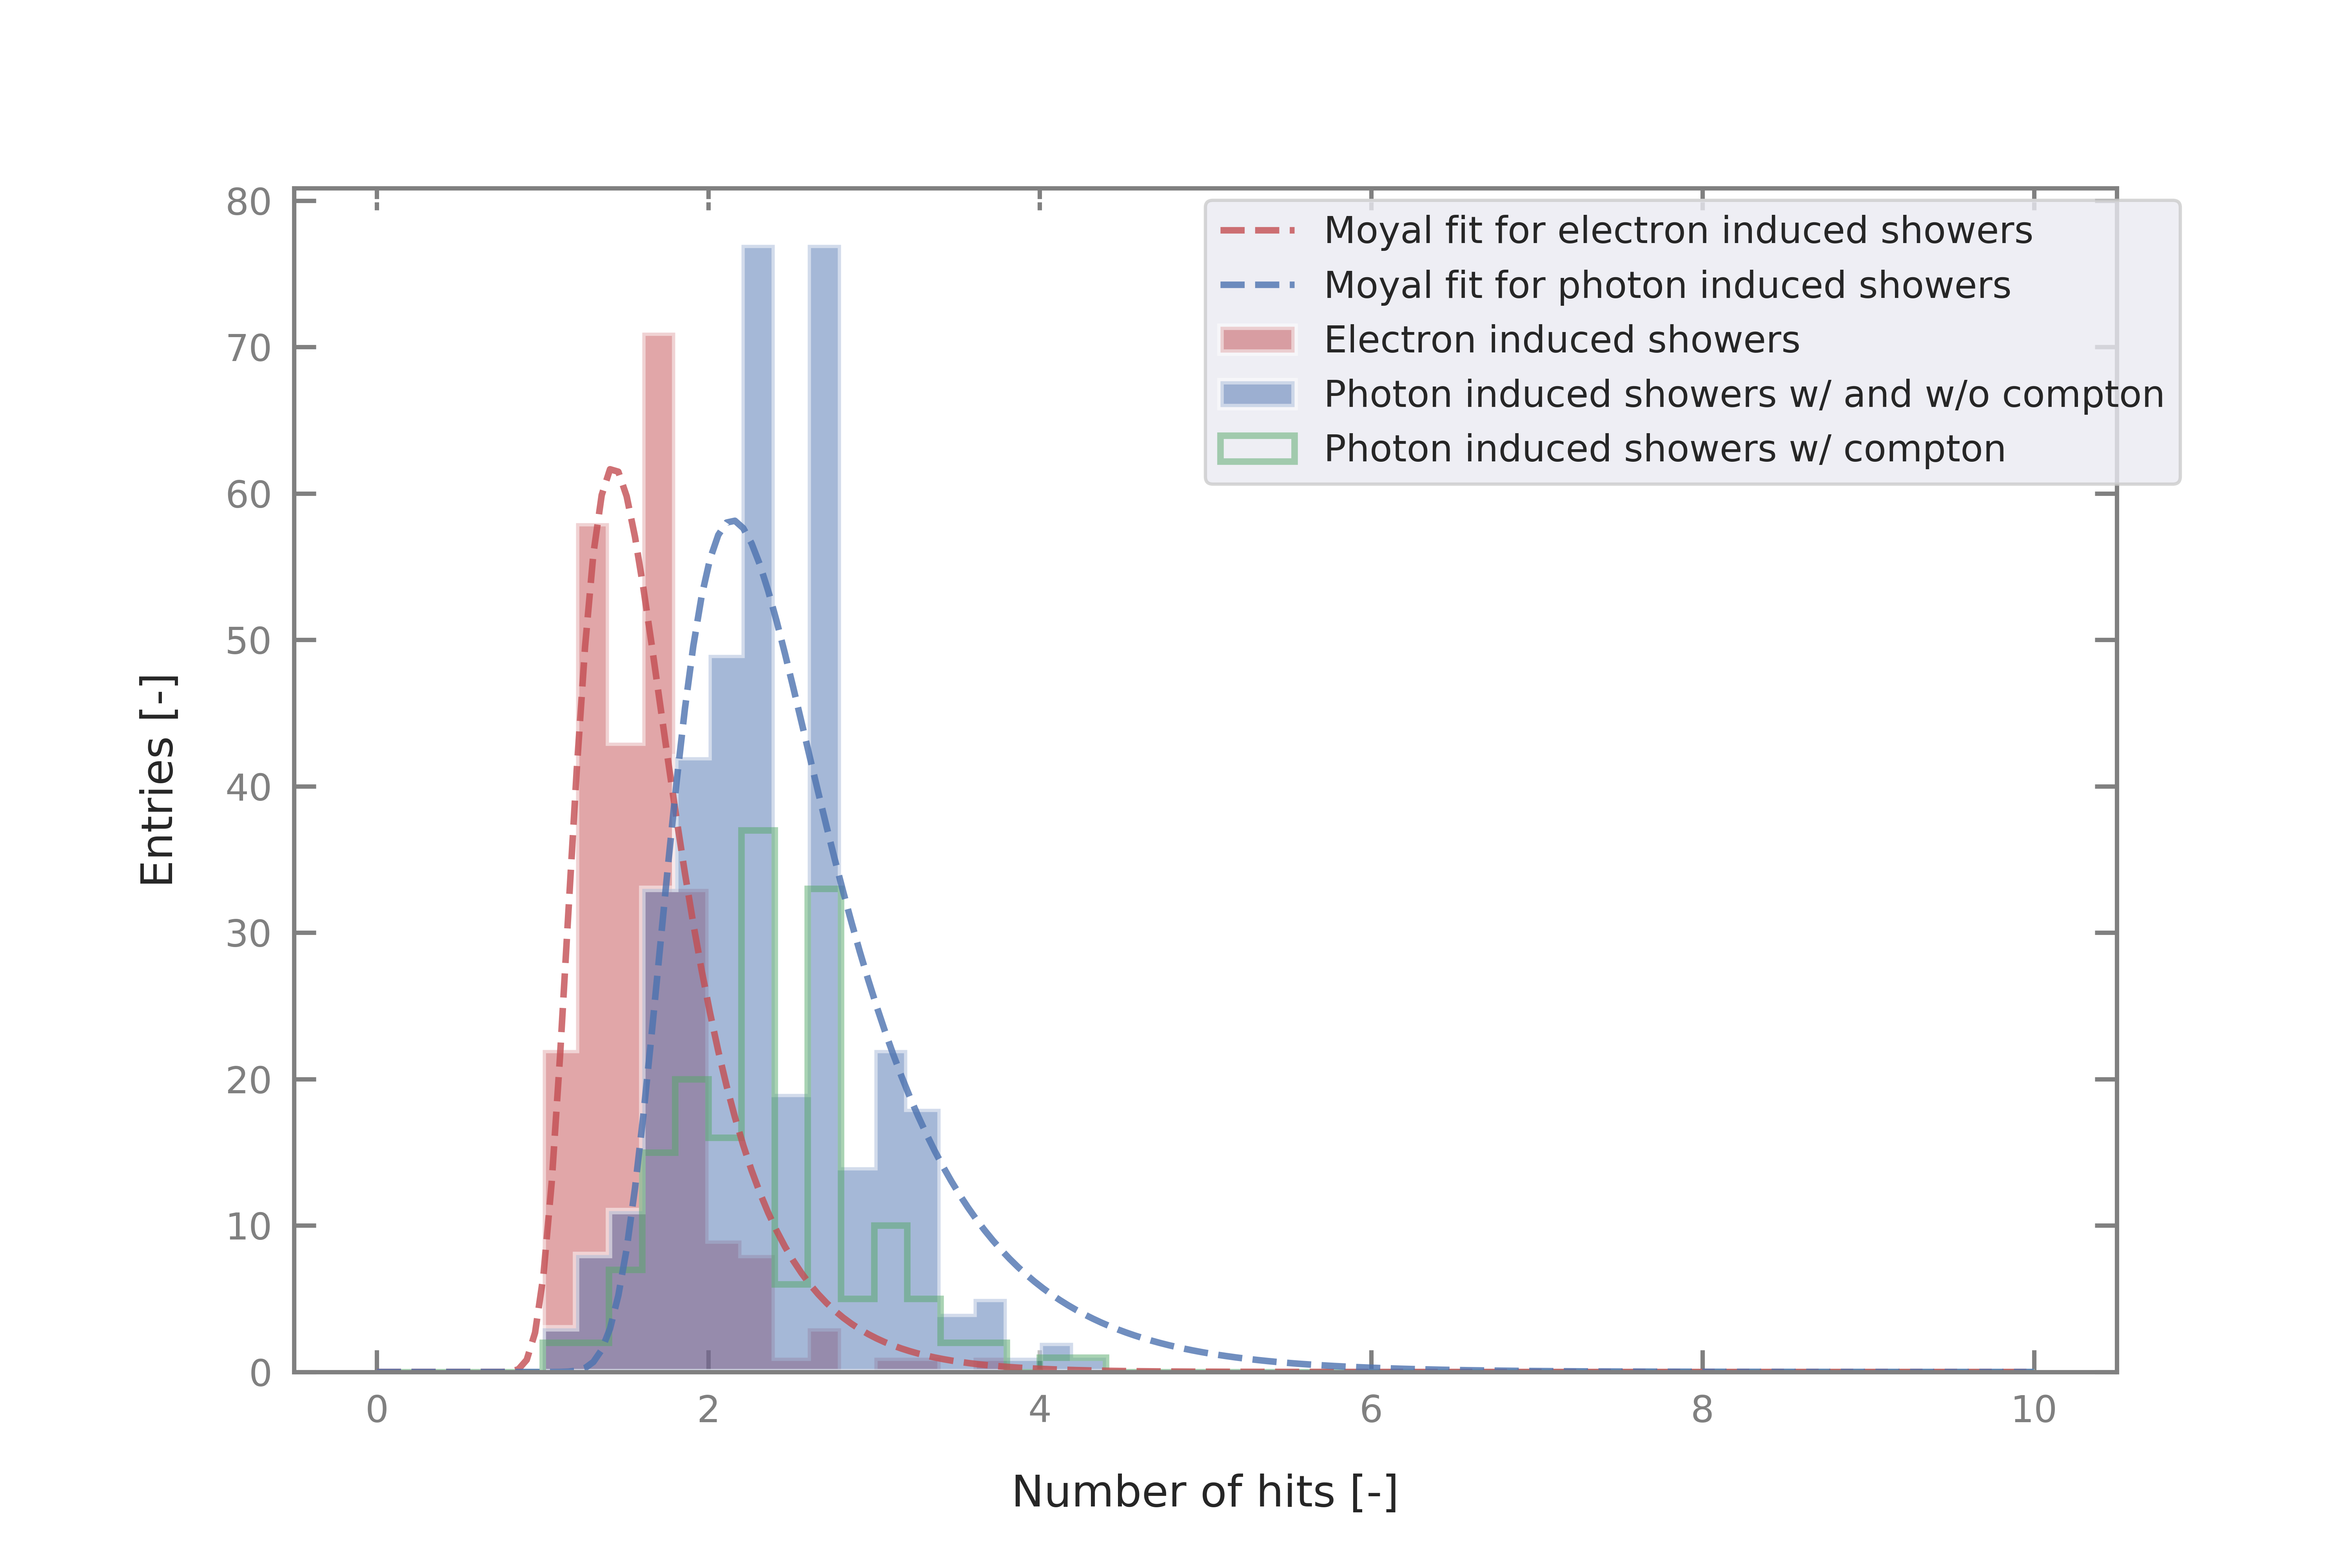 80
70
60
50
40
30
20
10
0
Entries [-]
Moyal fit for electron induced showers
Moyal fit for photon induced showers
Electron induced showers
Photon induced showers w/ and w/o compton
Photon induced showers w/ compton
0 2 4 6 8 10
Number of hits [-]